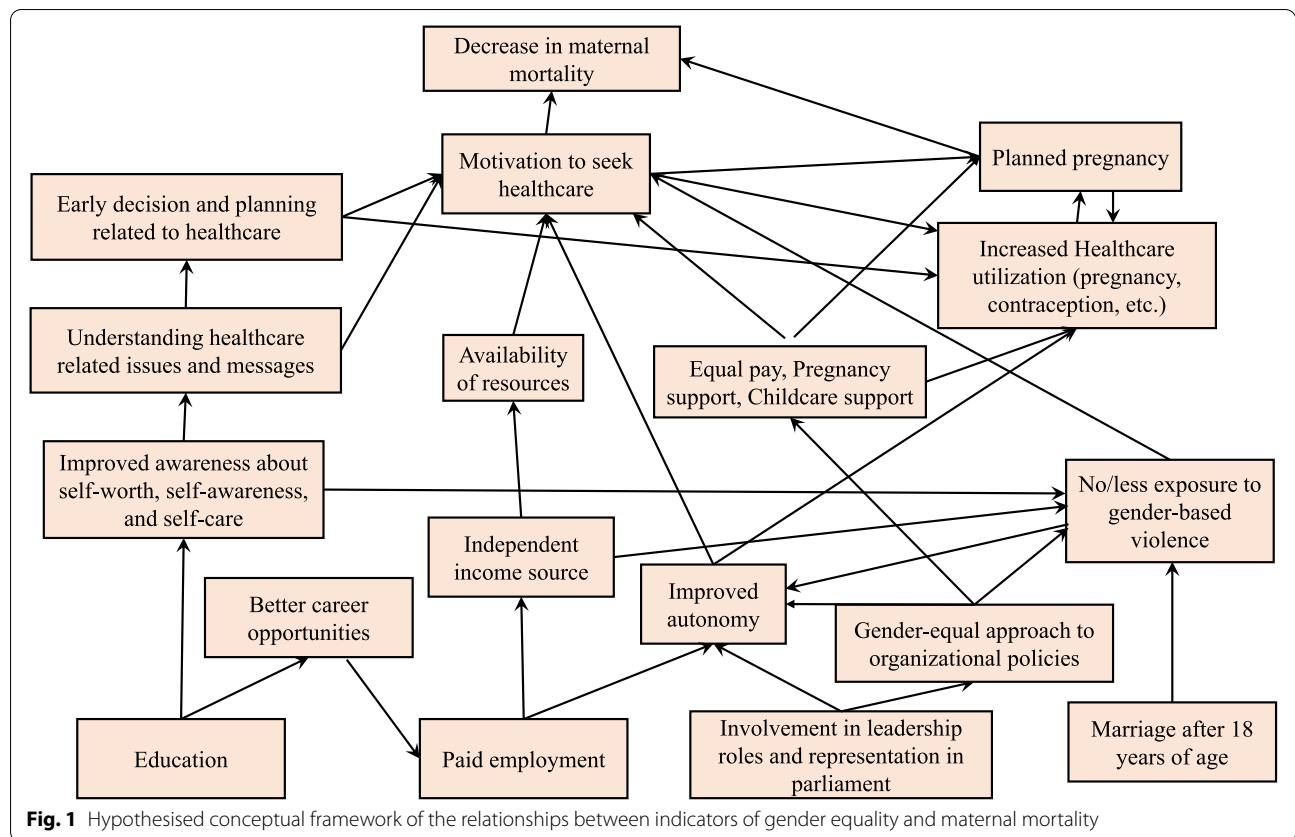 Decrease in maternal
mortality
Motivation to seek
healthcare
Planned pregnancy
Early decision and planning
related to healthcare
Increased Healthcare
utilization (pregnancy,
contraception, etc.)
Understanding healthcare
related issues and messages
Availability
of resources
Equal pay, Pregnancy
support, Childcare support
Improved awareness about
self-worth, self-awareness,
and self-care
No/less exposure to
gender-based
violence
Independent
income source
Better career
opportunities
Improved
autonomy
Gender-equal approach to
organizational policies
Education
Paid employment
Involvement in leadership
roles and representation in
parliament
Marriage after 18
years of age
Fig. 1 Hypothesised conceptual framework of the relationships between indicators of gender equality and maternal mortality